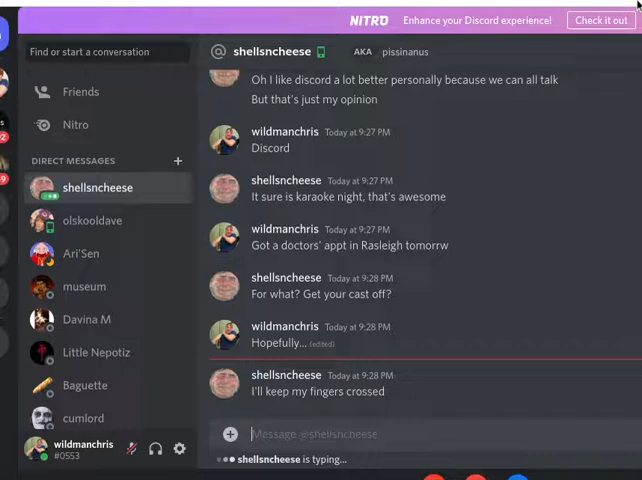 NITRO Enhance your Discord experience! Check it out
Find or start a conversation
Friends
Nitro
DIRECT MESSAGES +
shellsncheese
olskooldave
Ari'Sen
museum
Davina M
Little Nepotiz
Baguette
cumlord
wildmanchris
#0553
@ shellsncheese AKA pissinanus
Oh I like discord a lot better personally because we can all talk
But that's just my opinion
wildmanchris Today at 9:27 PM
Discord
shellsncheese Today at 9:27 PM
It sure is karaoke night, that's awesome
wildmanchris Today at 9:27 PM
Got a doctors' appt in Rasleigh tomorrw
shellsncheese Today at 9:28 PM
For what? Get your cast off?
wildmanchris Today at 9:28 PM
Hopefully... (edited)
shellsncheese Today at 9:28 PM
I'll keep my fingers crossed
Message @shellsncheese
shellsncheese is typing...